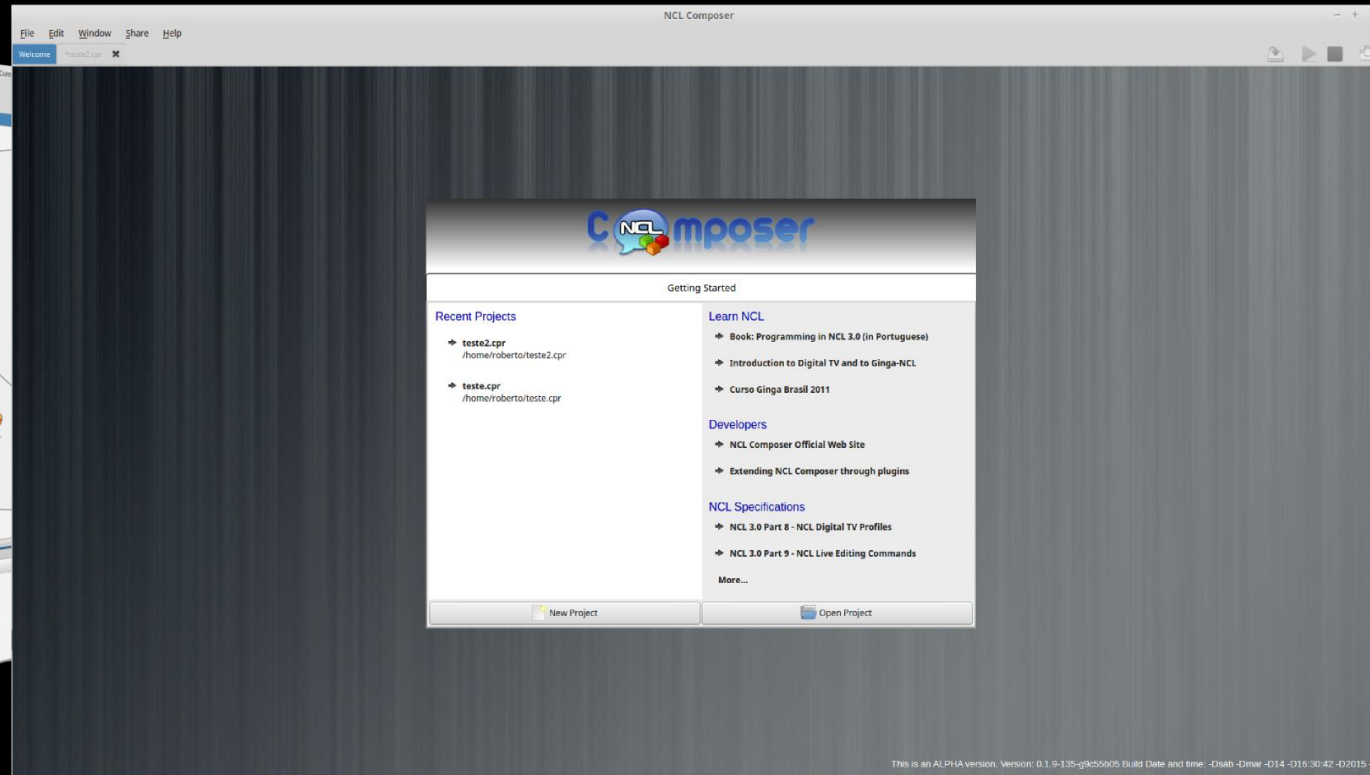 NCL Composer
File Edit Window Share Help
Welcome *teste2.cpr
C NCL mposer
Getting Started
Recent Projects
teste2.cpr
/home/roberto/teste2.cpr
teste.cpr
/home/roberto/teste.cpr
Learn NCL
Book: Programming in NCL 3.0 (in Portuguese)
Introduction to Digital TV and to Ginga-NCL
Curso Ginga Brasil 2011
Developers
NCL Composer Official Web Site
Extending NCL Composer through plugins
NCL Specifications
NCL 3.0 Part 8 - NCL Digital TV Profiles
NCL 3.0 Part 9 - NCL Live Editing Commands
More...
New Project
Open Project
This is an ALPHA version. Version: 0.1.9-135-g9c55b05 Build Date and time: -Dsab -Dmar -D14 -D16:30:42 -D2015